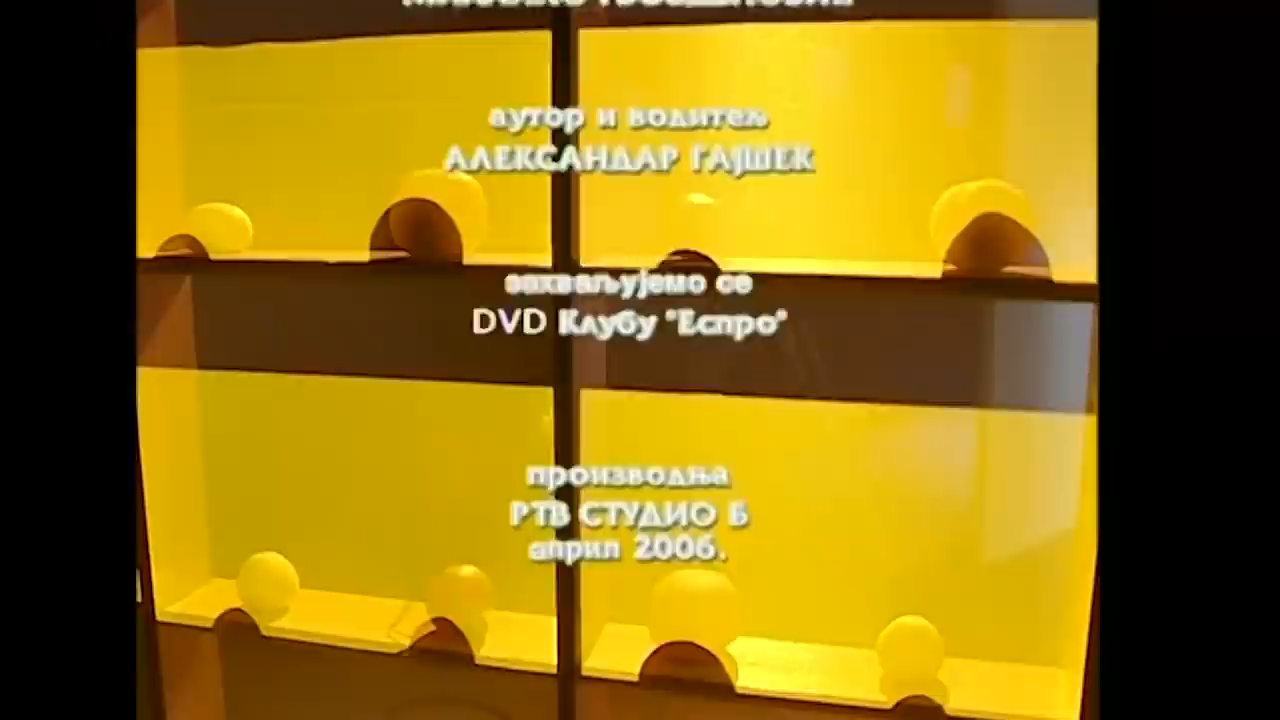 аутор и водитељ
АЛЕКСАНДАР ГАЈШЕК
захваљујемо се
DVD Клубу "Еспро"
производња
РТВ СТУДИО Б
април 2006.